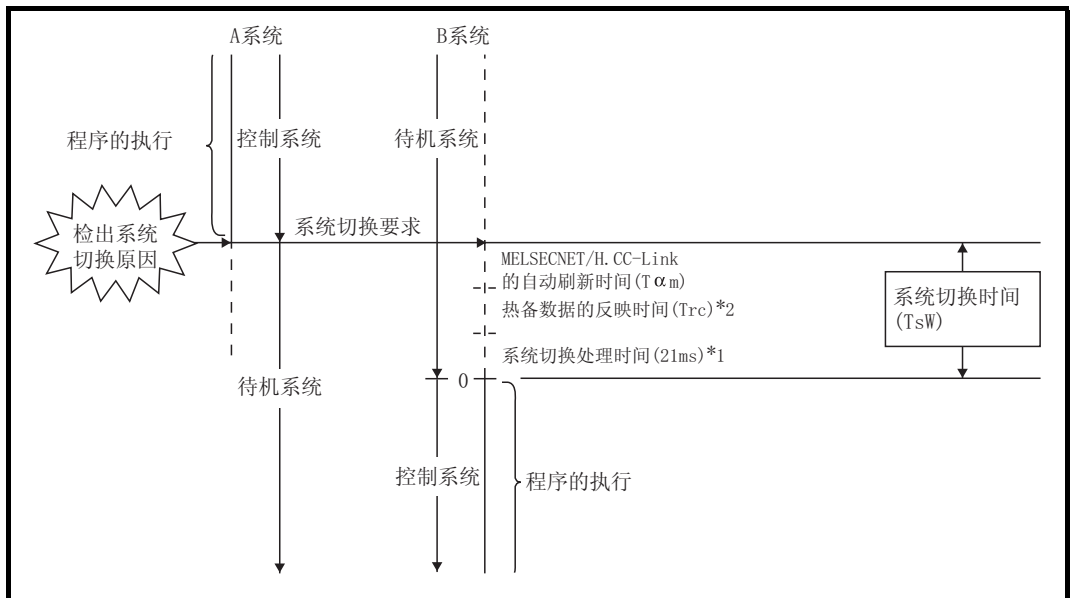 A系统
B系统
程序的执行
控制系统
待机系统
检出系统
切换原因
系统切换要求
MELSECNET/H.CC-Link
的自动刷新时间(Tαm)
热备数据的反映时间(Trc)*2
系统切换时间
(TsW)
系统切换处理时间(21ms)*1
待机系统
0
控制系统
程序的执行